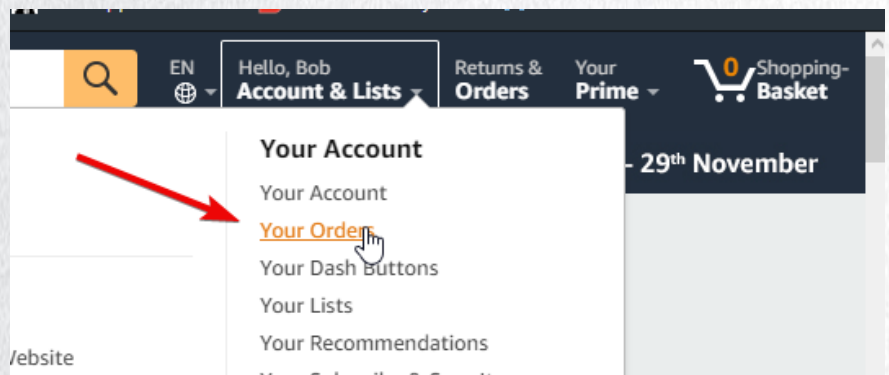 EN
Hello, Bob
Account & Lists
Returns &
Orders
Your
Prime
0
Shopping-
Basket
- 29th November
Your Account
Your Account
Your Orders
Your Dash Buttons
Your Lists
Your Recommendations